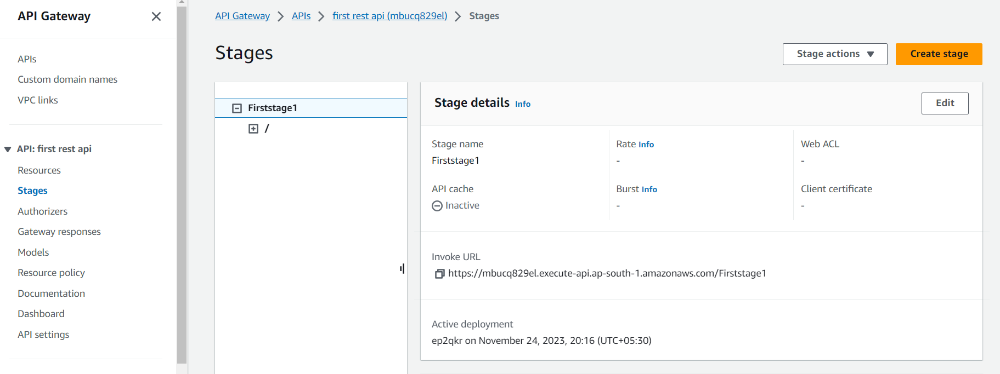 API Gateway
APIs
Custom domain names
VPC links
API: first rest api
Resources
Stages
Authorizers
Gateway responses
Models
Resource policy
Documentation
Dashboard
API settings
API Gateway > APIs > first rest api (mbucq829el) > Stages
Stages
Stage actions
Create stage
Firststage1
/
Stage details Info
Edit
Stage name
Firststage1
Rate Info
-
Web ACL
-
API cache
Inactive
Burst Info
-
Client certificate
-
Invoke URL
https://mbucq829el.execute-api.ap-south-1.amazonaws.com/Firststage1
Active deployment
ep2qkr on November 24, 2023, 20:16 (UTC+05:30)